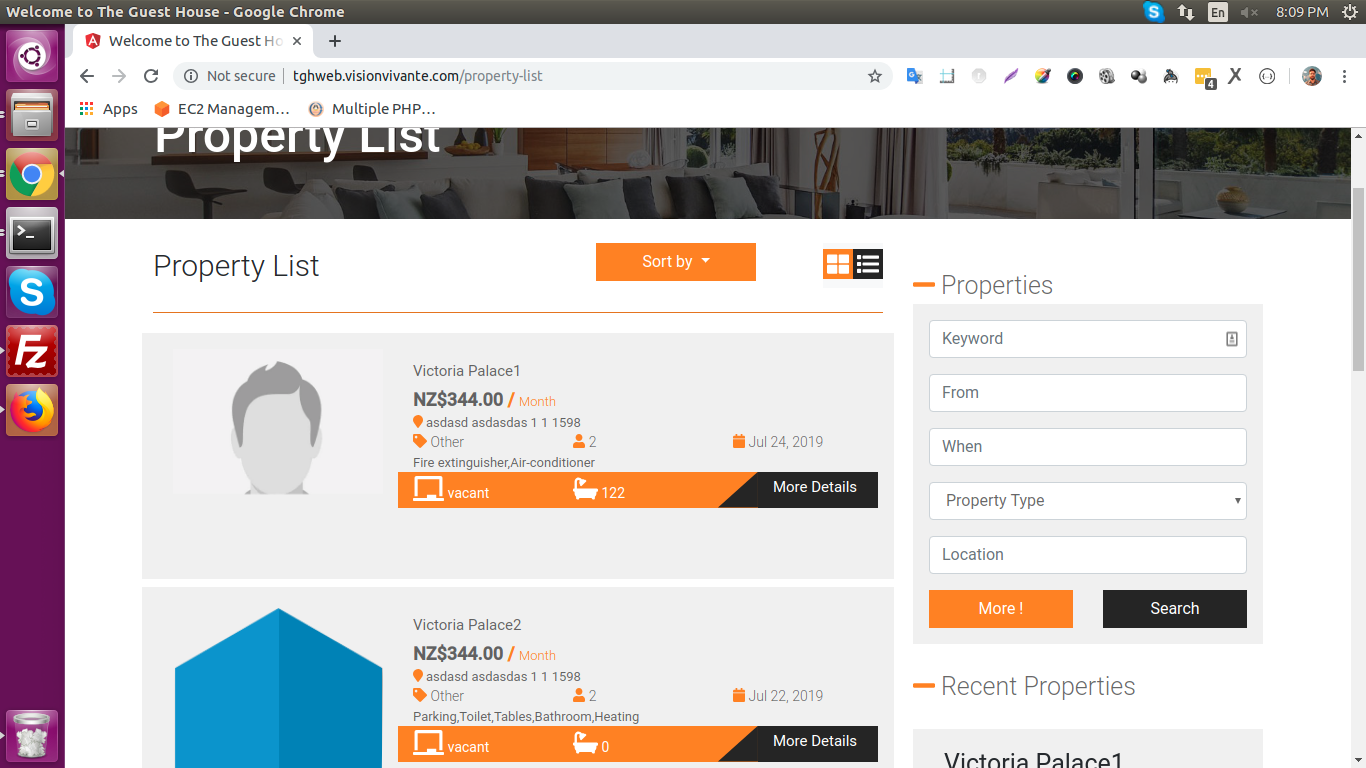 Welcome to The Guest House - Google Chrome
En
8:09 PM
Welcome to The Guest Ho
Not secure
tghweb.visionvivante.com/property-list
4
Apps
EC2 Managem...
Multiple PHP...
Property List
Property List
Sort by
Victoria Palace1
NZ$344.00 / Month
asdasd asdasdas 1 1 1598
Other
2
Jul 24, 2019
Fire extinguisher,Air-conditioner
vacant
122
More Details
Victoria Palace2
NZ$344.00 / Month
asdasd asdasdas 1 1 1598
Other
2
Jul 22, 2019
Parking,Toilet,Tables,Bathroom,Heating
vacant
0
More Details
Properties
Keyword
From
When
Property Type
Location
More !
Search
Recent Properties
Victoria Palace1